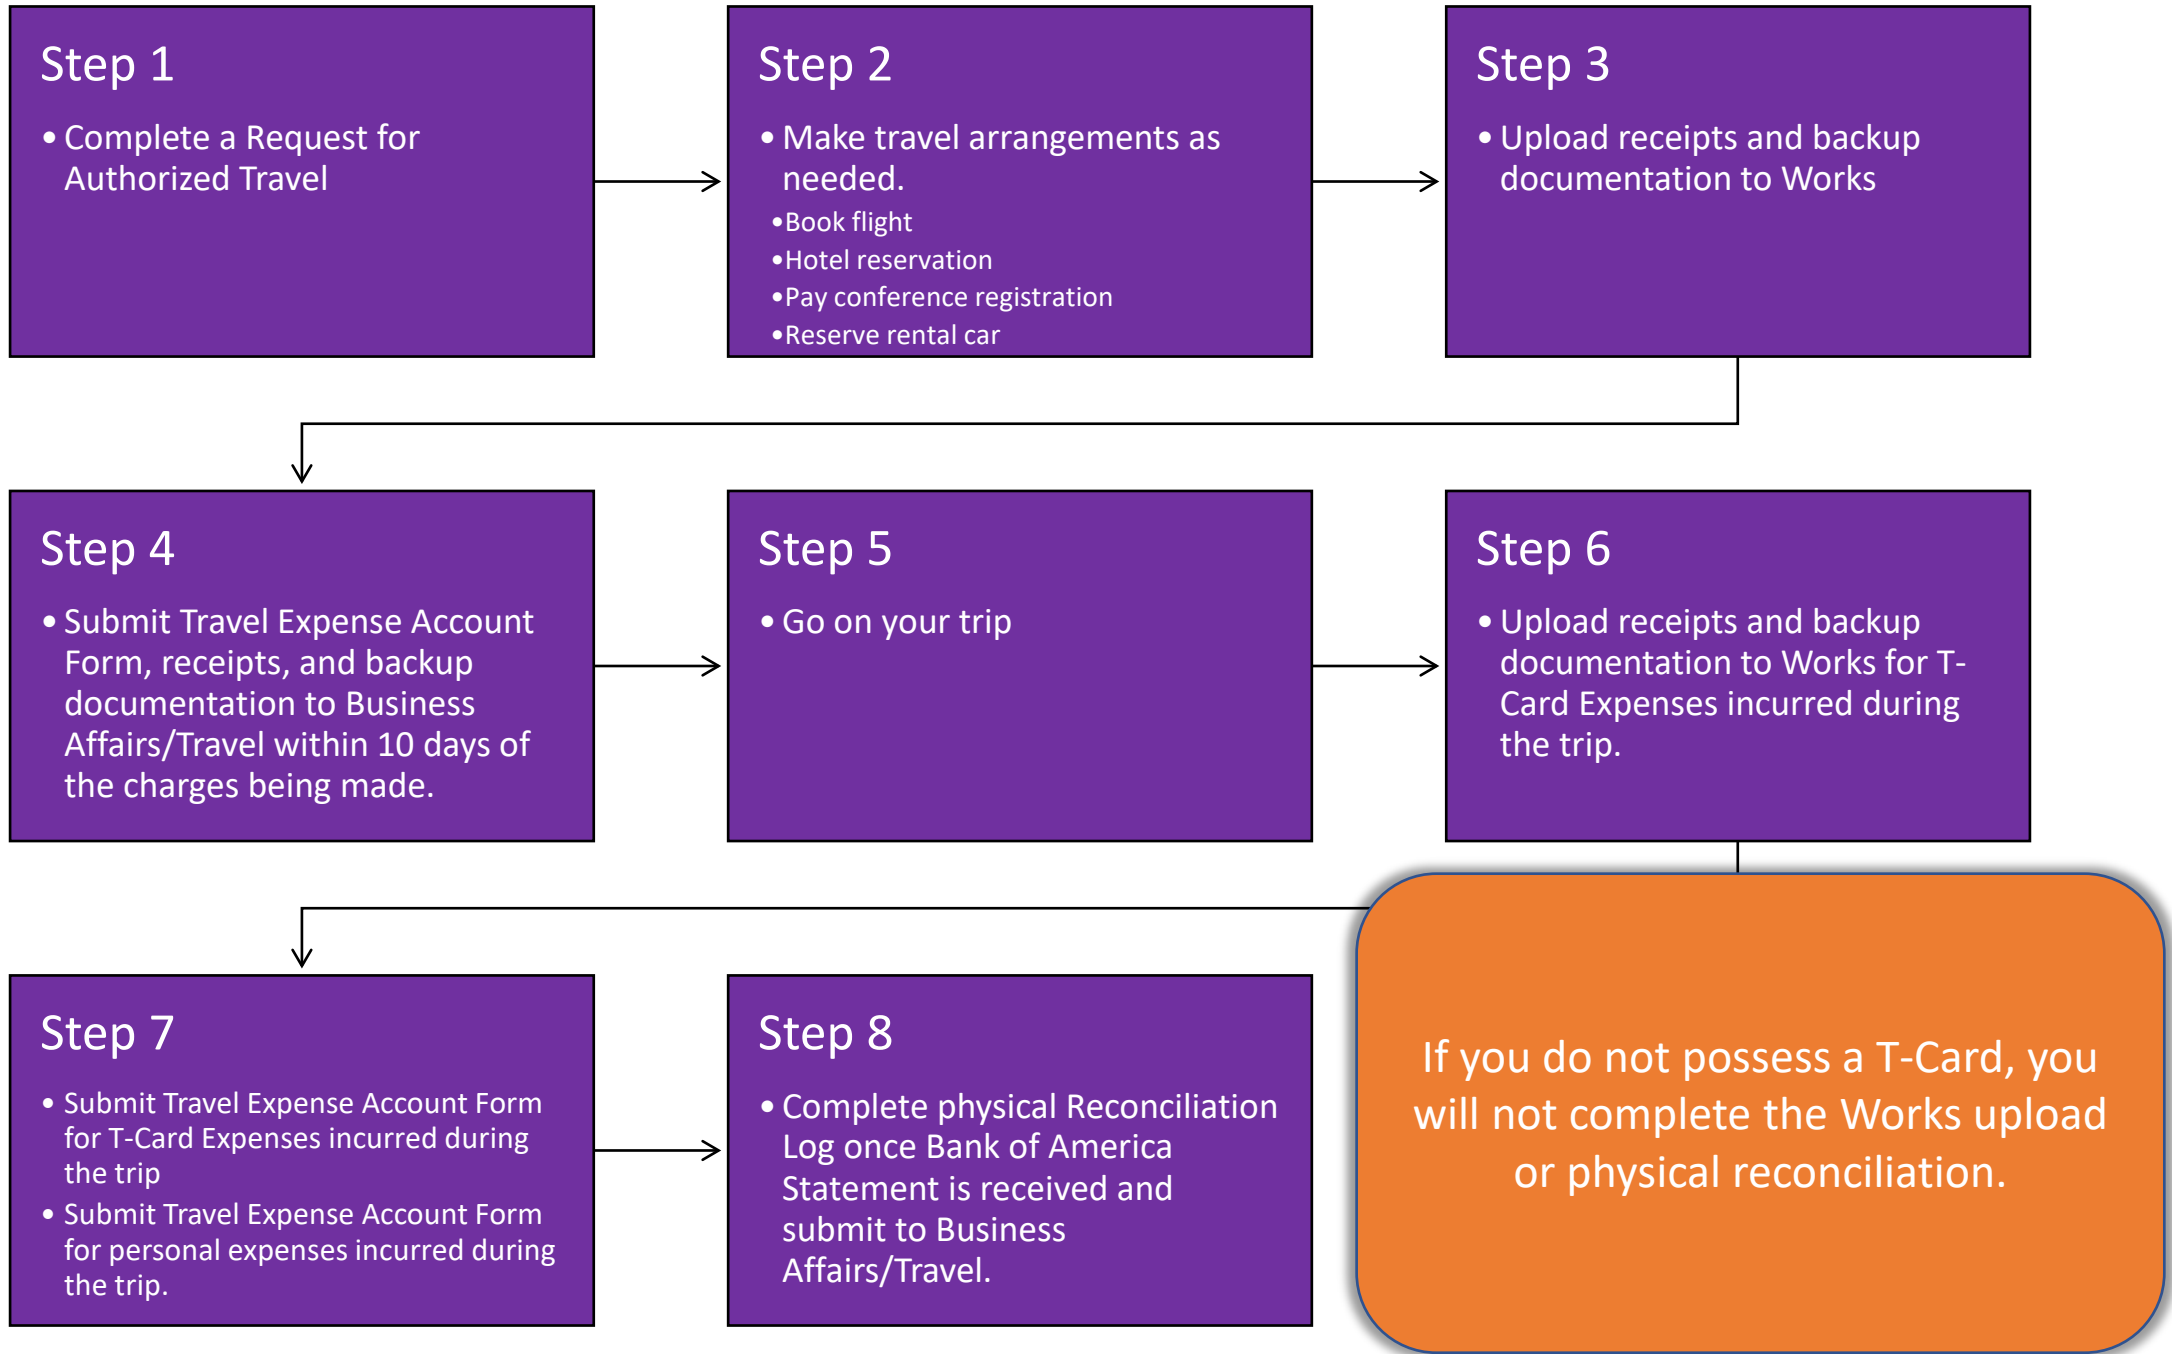 Step 1
• Complete a Request for
Authorized Travel
Step 2
• Make travel arrangements as
needed.
• Book flight
• Hotel reservation
• Pay conference registration
• Reserve rental car
Step 3
• Upload receipts and backup
documentation to Works
Step 4
• Submit Travel Expense Account
Form, receipts, and backup
documentation to Business
Affairs/Travel within 10 days of
the charges being made.
Step 5
• Go on your trip
Step 6
• Upload receipts and backup
documentation to Works for T-
Card Expenses incurred during
the trip.
Step 7
• Submit Travel Expense Account Form
for T-Card Expenses incurred during
the trip
• Submit Travel Expense Account Form
for personal expenses incurred during
the trip.
Step 8
• Complete physical Reconciliation
Log once Bank of America
Statement is received and
submit to Business
Affairs/Travel.
If you do not possess a T-Card, you
will not complete the Works upload
or physical reconciliation.